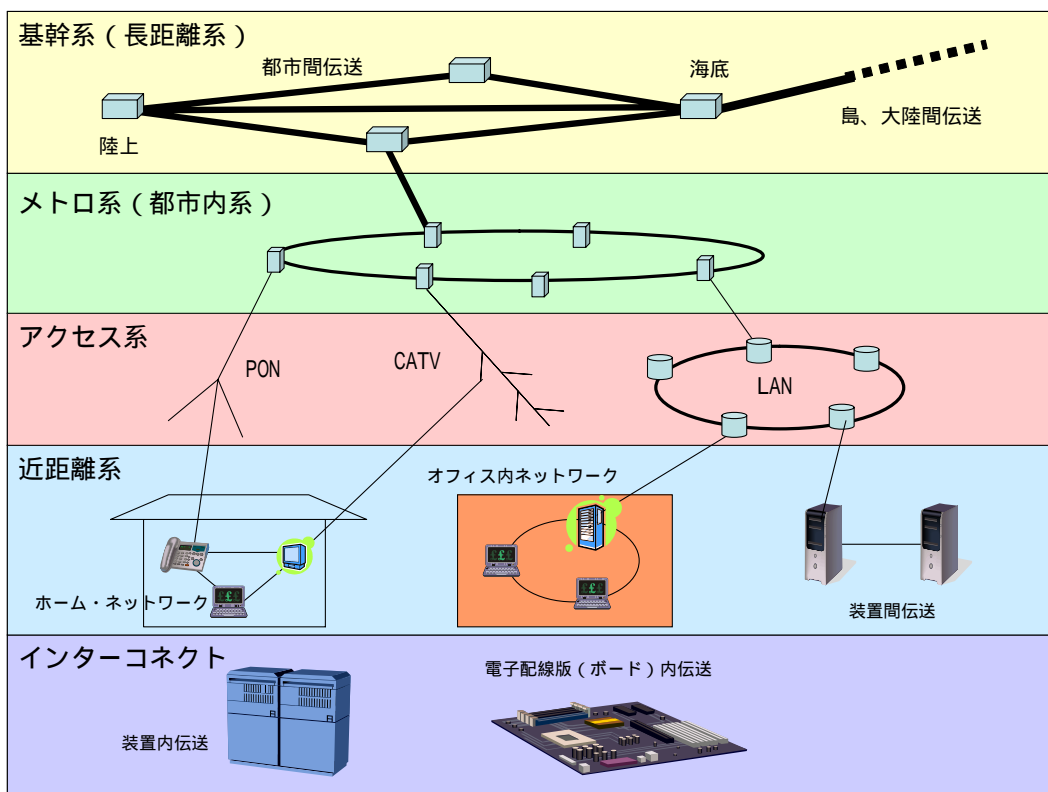 基幹系(長距離系)
都市間伝送
海底
陸上
島、大陸間伝送
メトロ系(都市内系)
アクセス系
PON
CATV
LAN
近距離系
オフィス内ネットワーク
ホーム・ネットワーク
装置間伝送
インターコネクト
電子配線版(ボード)内伝送
装置内伝送